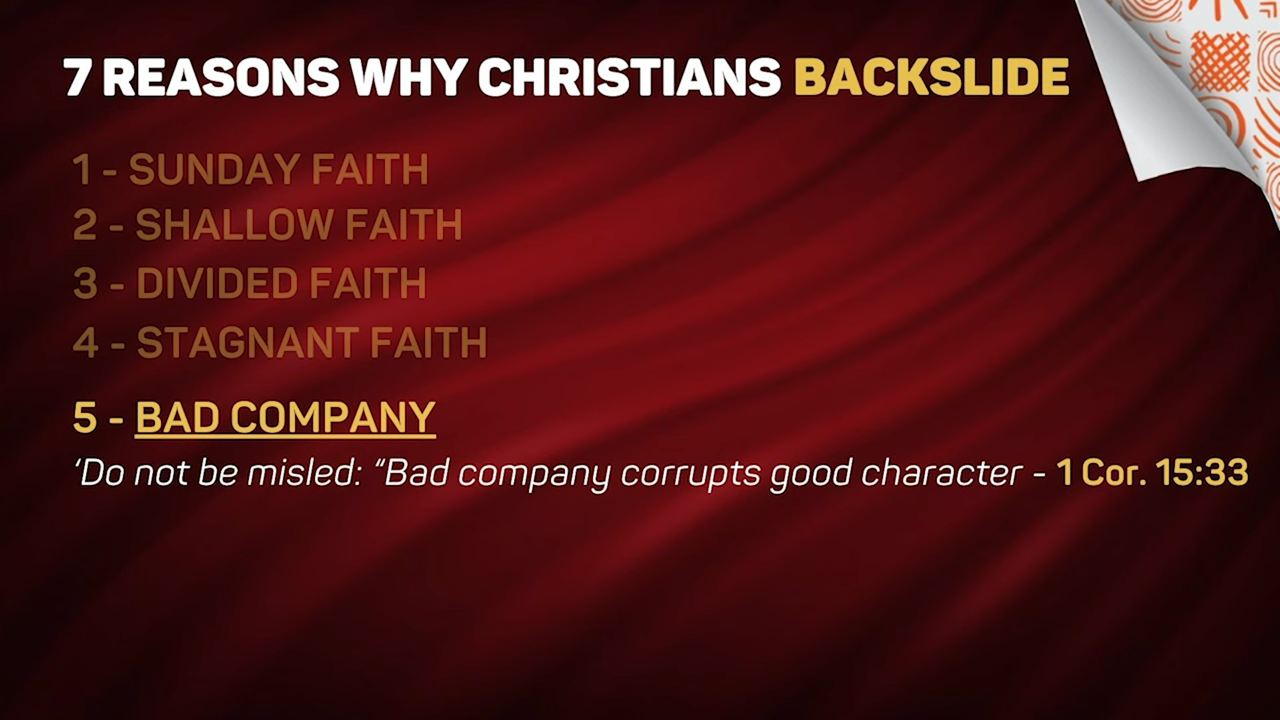 7 REASONS WHY CHRISTIANS BACKSLIDE
1 - SUNDAY FAITH
2 - SHALLOW FAITH
3 - DIVIDED FAITH
4 - STAGNANT FAITH
5 - BAD COMPANY
‘Do not be misled: “Bad company corrupts good character - 1 Cor. 15:33